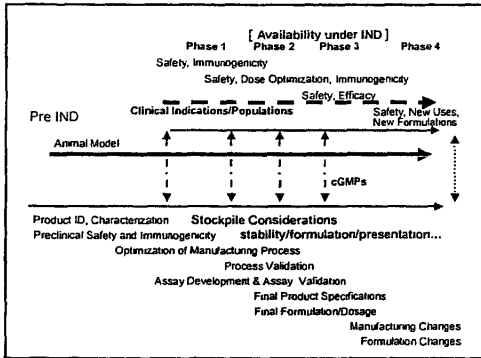 [ Availability under IND ]
Phase 1 Phase 2 Phase 3 Phase 4
Safety, Immunogenicity
Safety, Dose Optimization, Immunogenicity
Safety, Efficacy
Clinical Indications/Populations
Safety, New Uses,
New Formulations
Pre IND
Animal Model
cGMPs
Product ID, Characterization Stockpile Considerations
Preclinical Safety and Immunogenicity stability/formulation/presentation...
Optimization of Manufacturing Process
Process Validation
Assay Development & Assay Validation
Final Product Specifications
Final Formulation/Dosage
Manufacturing Changes
Formulation Changes